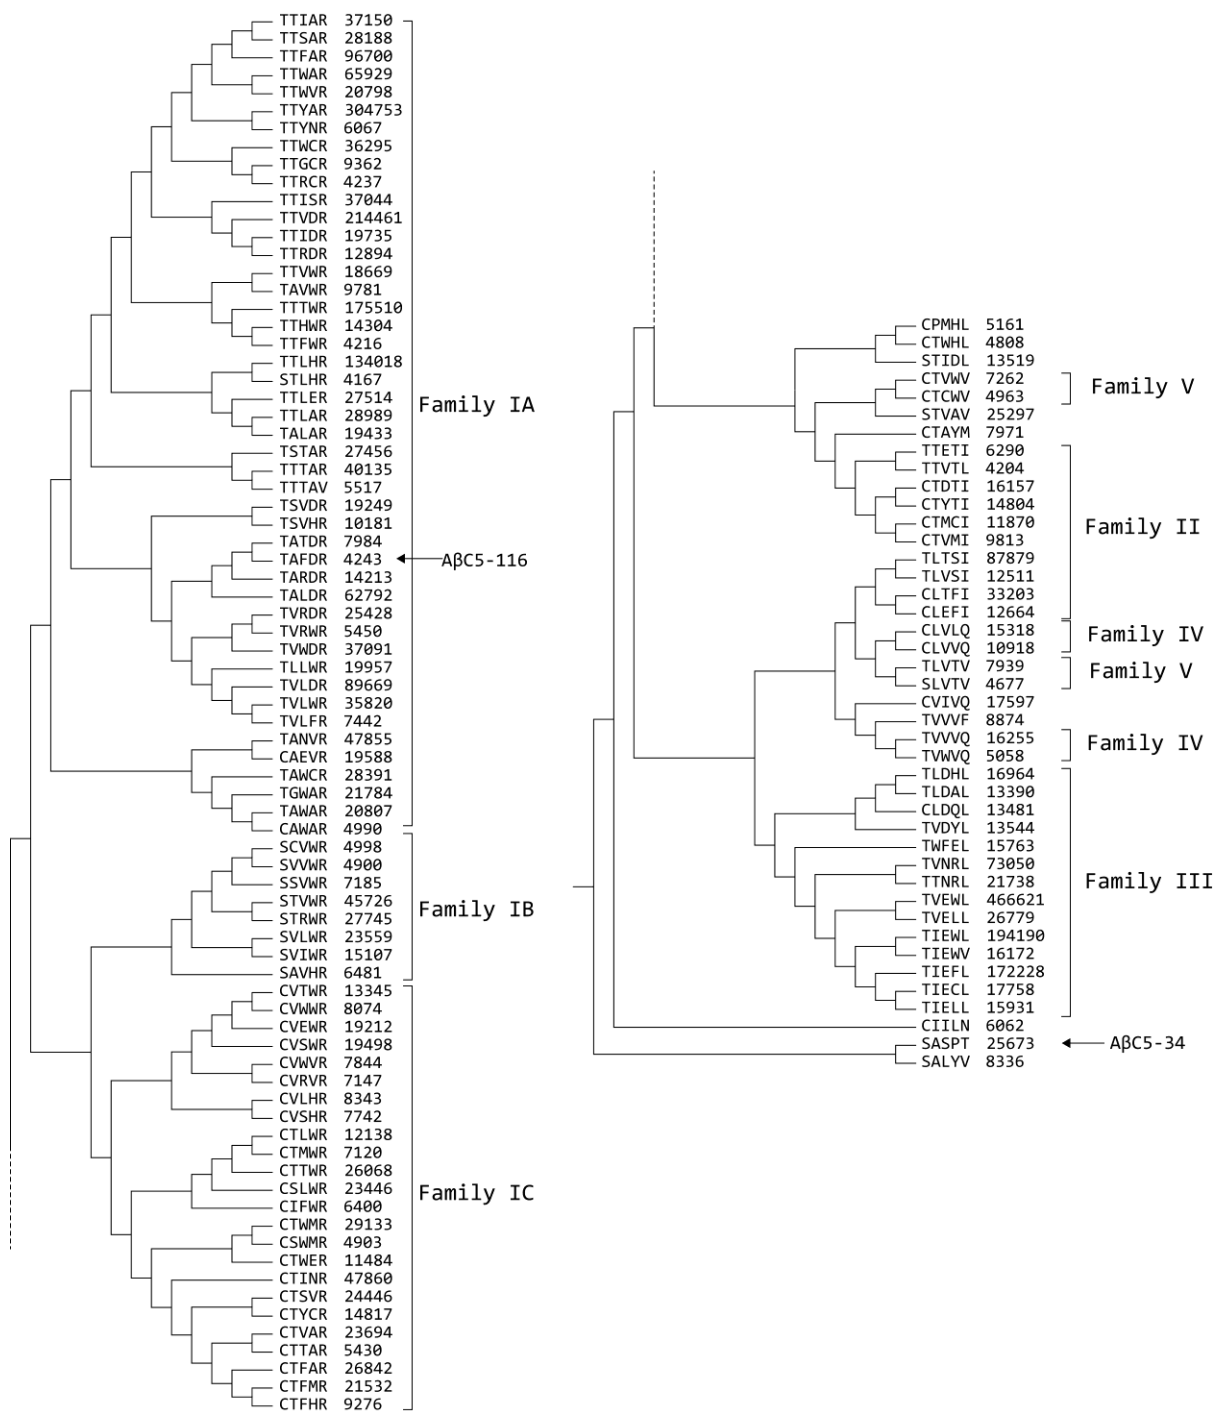 TTIAR 37150
TTSAR 28188
TTFAR 96700
TTWAR 65929
TTWVR 20798
TTYAR 304753
TTYNR 6067
TTWCR 36295
TTGCR 9362
TTRCR 4237
TTISR 37044
TTVDR 214461
TTIDR 19735
TTRDR 12894
TTVWR 18669
TAVWR 9781
TTTWR 175510
TTHWR 14304
TTFWR 4216
TTLHR 134018
STLHR 4167
TTLER 27514
TTLAR 28989
TALAR 19433
TSTAR 27456
TTTAR 40135
TTTAV 5517
TSVDR 19249
TSVHR 10181
TATDR 7984
TAFDR 4243
TARDR 14213
TALDR 62792
TVRDR 25428
TVRWR 5450
TVWDR 37091
TLLWR 19957
TVLDR 89669
TVLWR 35820
TVLFR 7442
TANVR 47855
CAEVR 19588
TAWCR 28391
TGWAR 21784
TAWAR 20807
CAWAR 4990
Family IA
AβC5-116
SCVWR 4998
SVVWR 4900
SSVWR 7185
STVWR 45726
STRWR 27745
SVLWR 23559
SVIWR 15107
SAVHR 6481
Family IB
CVTWR 13345
CVWWR 8074
CVEWR 19212
CVSWR 19498
CVWVR 7844
CVRVR 7147
CVLHR 8343
CVSHR 7742
CTLWR 12138
CTMWR 7120
CTTWR 26068
CSLWR 23446
CIFWR 6400
CTWMR 29133
CSWMR 4903
CTWER 11484
CTINR 47860
CTSVR 24446
CTYCR 14817
CTVAR 23694
CTTAR 5430
CTFAR 26842
CTFMR 21532
CTFHR 9276
Family IC
CPMHL 5161
CTWHL 4808
STIDL 13519
CTVWV 7262
CTCWV 4963
Family V
STVAV 25297
CTAYM 7971
TTETI 6290
TTVTL 4204
CTDTI 16157
CTYTI 14804
CTMCI 11870
CTVMI 9813
TLTSI 87879
TLVSI 12511
CLTFI 33203
CLEFI 12664
Family II
CLVLQ 15318
CLVVQ 10918
Family IV
TLVTV 7939
SLVTV 4677
Family V
CVIVQ 17597
TVVVF 8874
TVVVQ 16255
TVWVQ 5058
Family IV
TLDHL 16964
TLDAL 13390
CLDQL 13481
TVDYL 13544
TWFEL 15763
TVNRL 73050
TTNRL 21738
TVEWL 466621
TVELL 26779
TIEWL 194190
TIEWV 16172
TIEFL 172228
TIECL 17758
TIELL 15931
Family III
CIILN 6062
SASPT 25673
AβC5-34
SALYV 8336